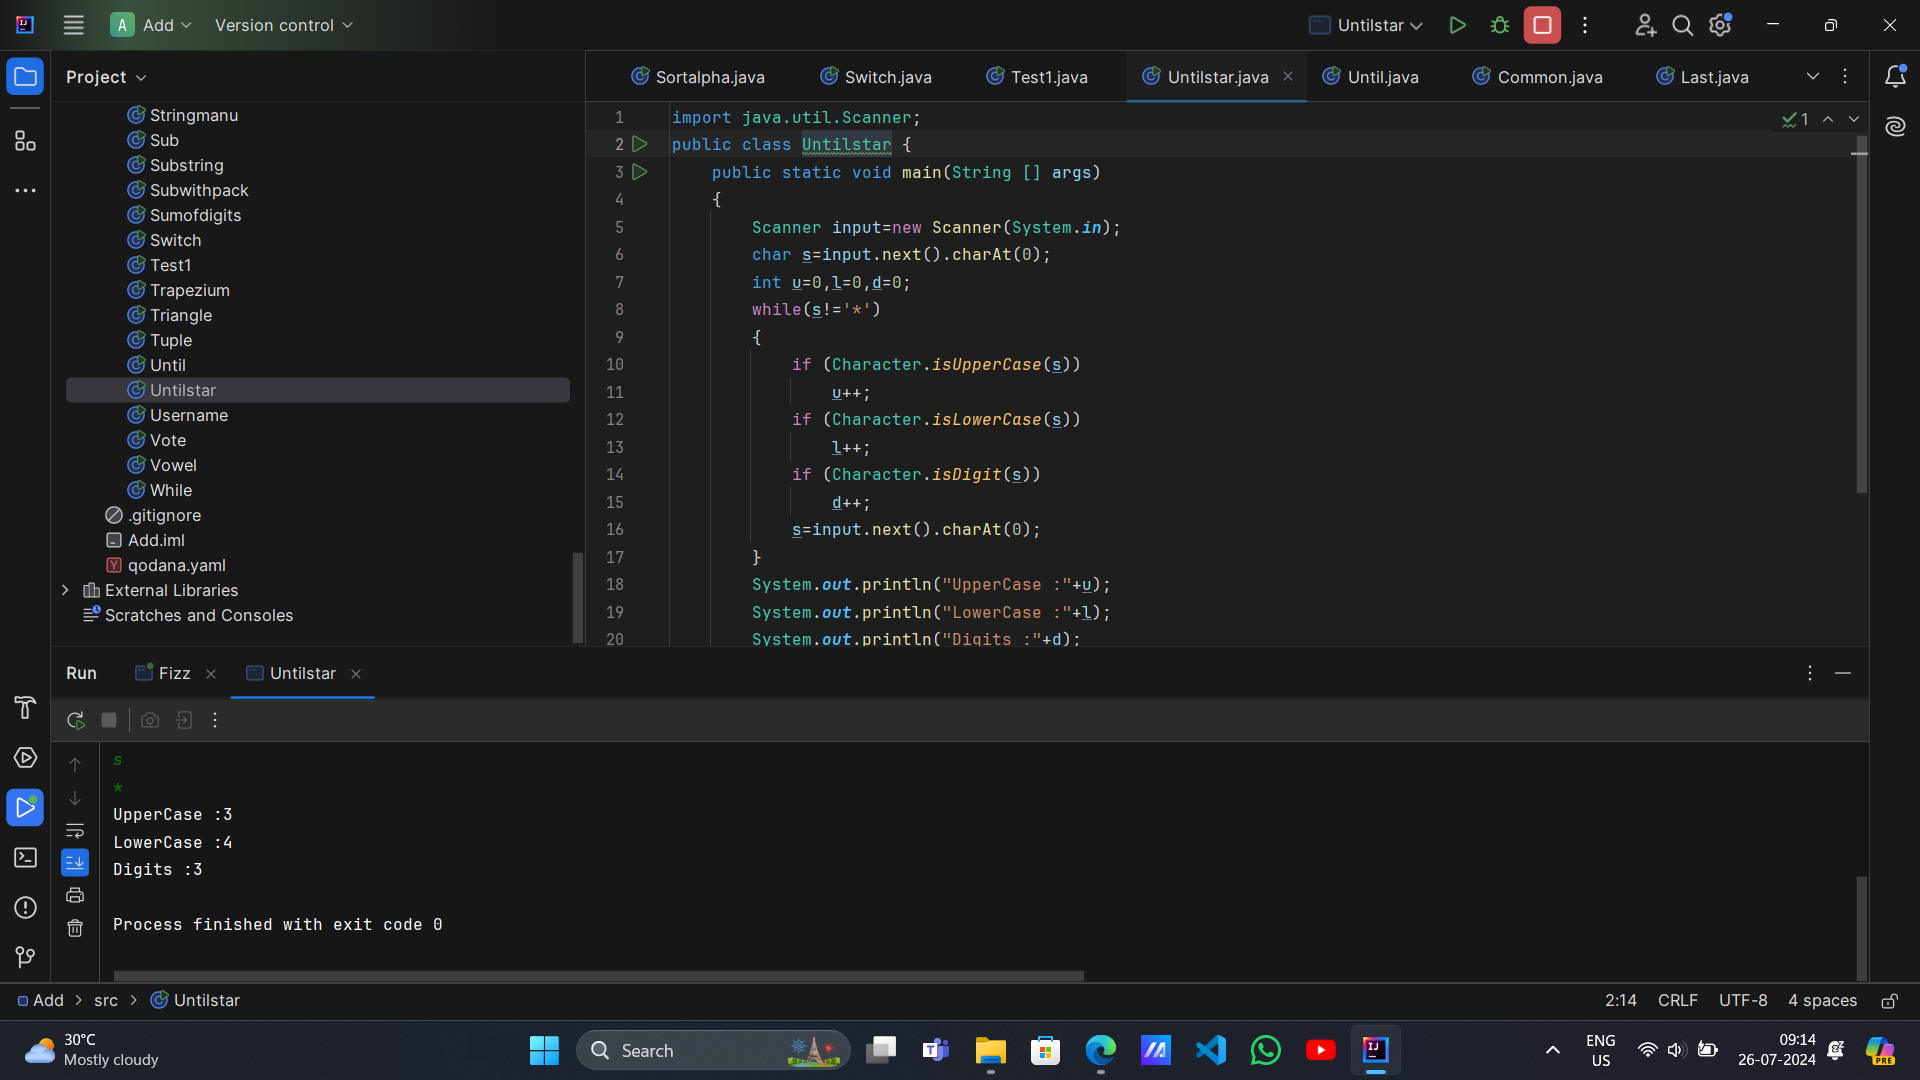 A Add Version control Untilstar
Project
Sortalpha.java Switch.java Test1.java Untilstar.java Until.java Common.java Last.java
Stringmanu
Sub
Substring
Subwithpack
Sumofdigits
Switch
Test1
Trapezium
Triangle
Tuple
Until
Untilstar
Username
Vote
Vowel
While
.gitignore
Add.iml
Y qodana.yaml
External Libraries
Scratches and Consoles
1 import java.util.Scanner;
2 public class Untilstar {
3 public static void main(String [] args)
4 {
5 Scanner input=new Scanner(System.in);
6 char s=input.next().charAt(0);
7 int u=0,l=0,d=0;
8 while(s!='*')
9 {
10 if (Character.isUpperCase(s))
11 u++;
12 if (Character.isLowerCase(s))
13 l++;
14 if (Character.isDigit(s))
15 d++;
16 s=input.next().charAt(0);
17 }
18 System.out.println("UpperCase :"+u);
19 System.out.println("LowerCase :"+l);
20 System.out.println("Digits :"+d);
1
Run Fizz Untilstar
s
*
UpperCase :3
LowerCase :4
Digits :3
Process finished with exit code 0
Add src Untilstar 2:14 CRLF UTF-8 4 spaces
30°C
Mostly cloudy
Search
ENG
US
09:14
26-07-2024
PRE